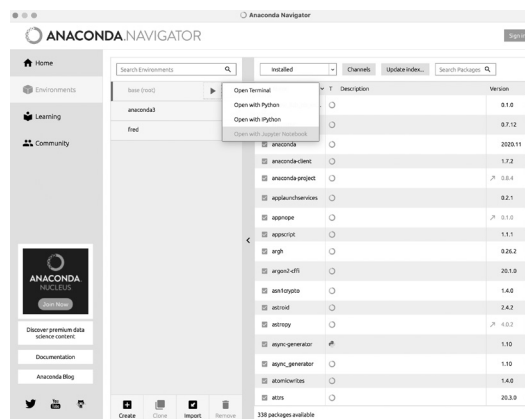 Anaconda Navigator
ANACONDA.NAVIGATOR
Sign in
Home
Environments
Learning
Community
ANACONDA
NUCLEUS
Join Now
Discover premium data
science content
Documentation
Anaconda Blog
Search Environments
base (root)
anaconda3
fred
Open Terminal
Open with Python
Open with IPython
Open with Jupyter Notebook
Create
Clone
Import
Remove
Installed
Channels
Update index...
Search Packages
T Description Version
0.1.0
0.7.12
anaconda 2020.11
anaconda-client 1.7.2
anaconda-project 0.8.4
applaunchservices 0.2.1
appnope 0.1.0
appscript 1.1.1
argh 0.26.2
argon2-cffi 20.1.0
asn1crypto 1.4.0
astroid 2.4.2
astropy 4.0.2
async-generator 1.10
async_generator 1.10
atomicwrites 1.4.0
attrs 20.3.0
338 packages available